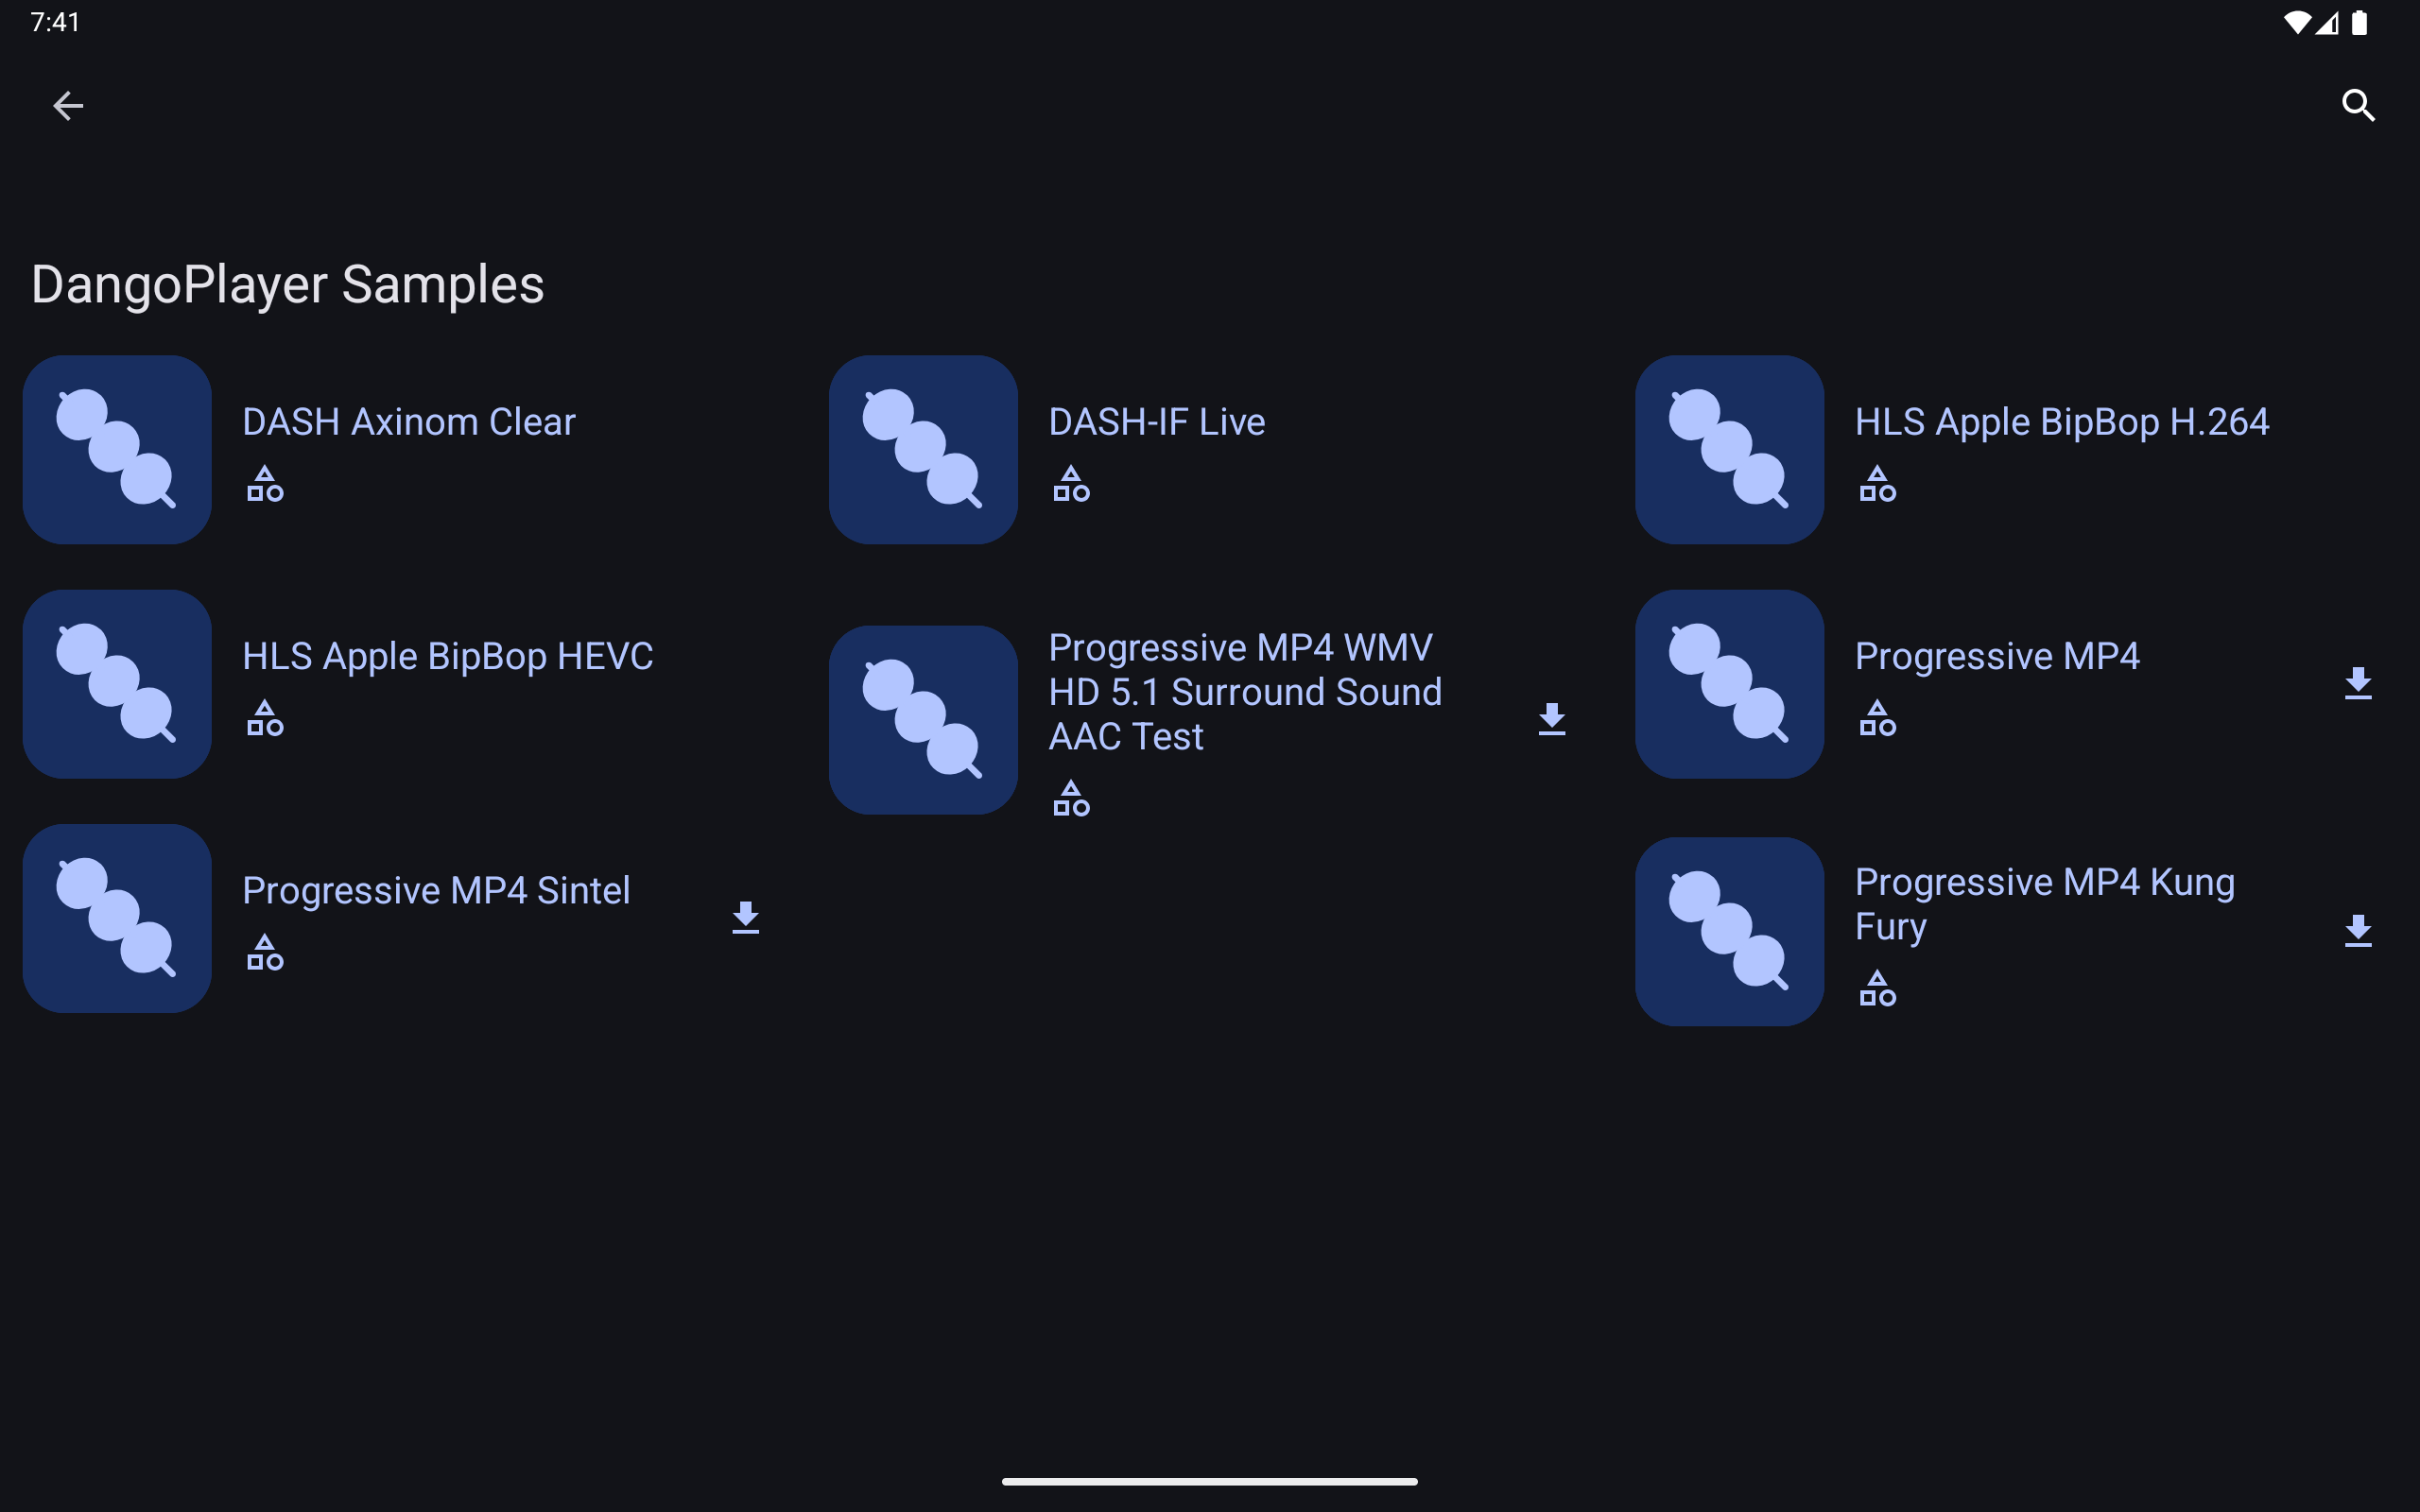 7:41
DangoPlayer Samples
DASH Axinom Clear
DASH-IF Live
HLS Apple BipBop H.264
HLS Apple BipBop HEVC
Progressive MP4 WMV
HD 5.1 Surround Sound
AAC Test
Progressive MP4
Progressive MP4 Sintel
Progressive MP4 Kung
Fury